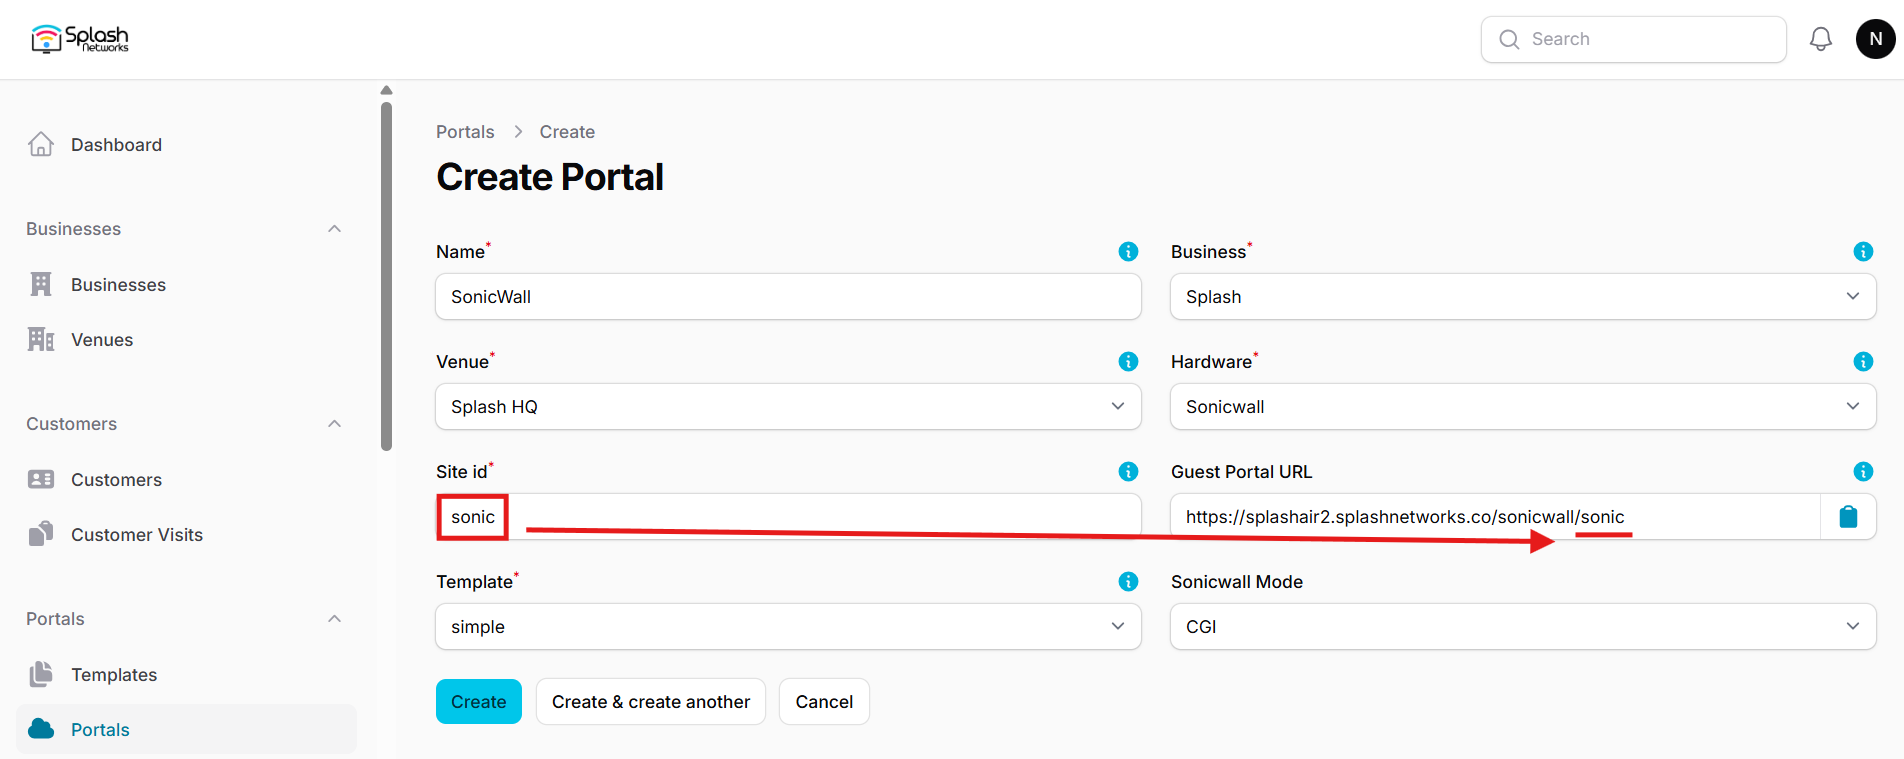 Splash
Networks
Search
N
Dashboard
Businesses
Businesses
Venues
Customers
Customers
Customer Visits
Portals
Templates
Portals
Portals > Create
Create Portal
Name*
SonicWall
Business*
Splash
Venue*
Splash HQ
Hardware*
Sonicwall
Site id*
sonic
Guest Portal URL
https://splashair2.splashnetworks.co/sonicwall/sonic
Template*
simple
Sonicwall Mode
CGI
Create
Create & create another
Cancel